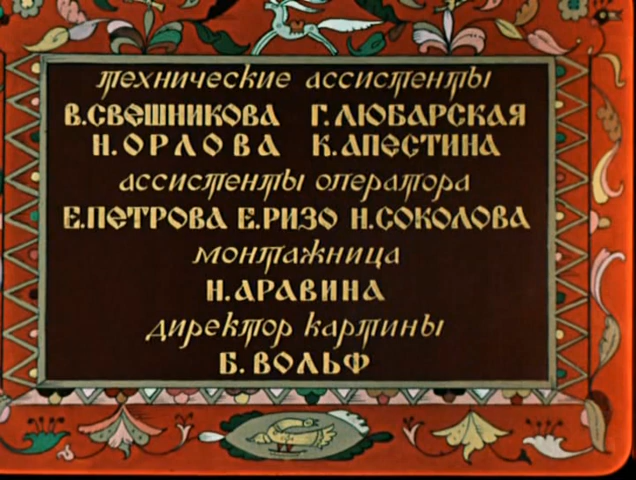 технические ассистенты
В.СВЕШНИКОВА Г.ЛЮБАРСКАЯ
Н.ОРЛОВА К.АПЕСТИНА
ассистенты оператора
Е.ПЕТРОВА Е.РИЗО Н.СОКОЛОВА
монтажница
Н.АРАВИНА
директор картины
Б.ВОЛЬФ